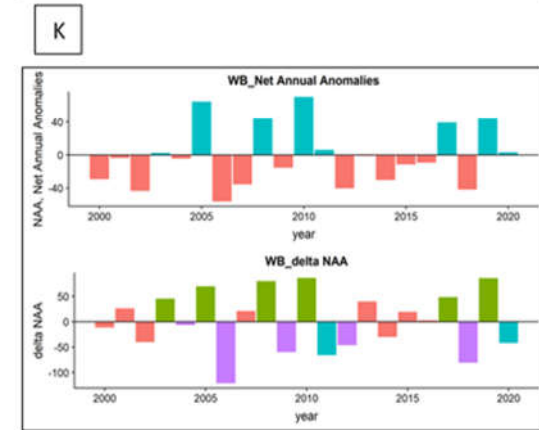 K
WB_Net Annual Anomalies
NAA, Net Annual Anomalies
40
0
-40
2000 2005 2010 2015 2020
year
WB_delta NAA
delta NAA
50
0
-50
-100
2000 2005 2010 2015 2020
year